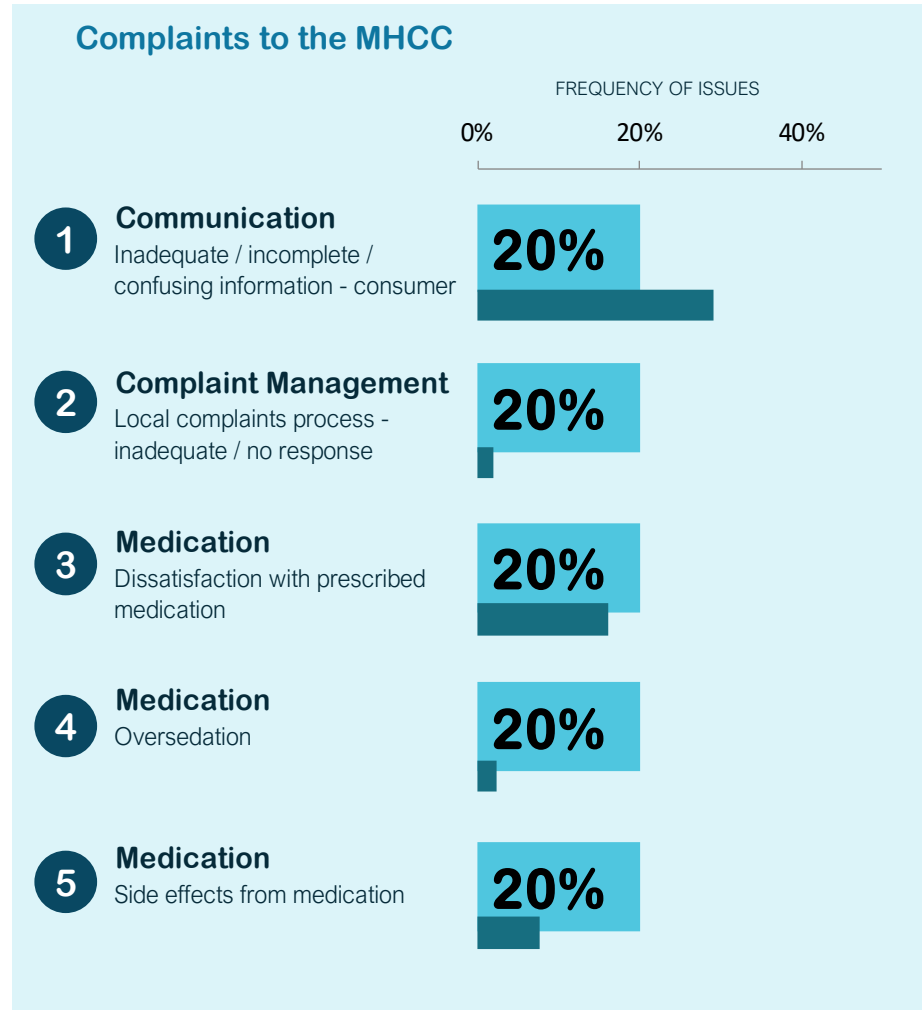 Complaints to the MHCC
FREQUENCY OF ISSUES
0% 20% 40%
1
Communication
Inadequate / incomplete /
confusing information - consumer
20%
2
Complaint Management
Local complaints process -
inadequate / no response
20%
3
Medication
Dissatisfaction with prescribed
medication
20%
4
Medication
Oversedation
20%
5
Medication
Side effects from medication
20%